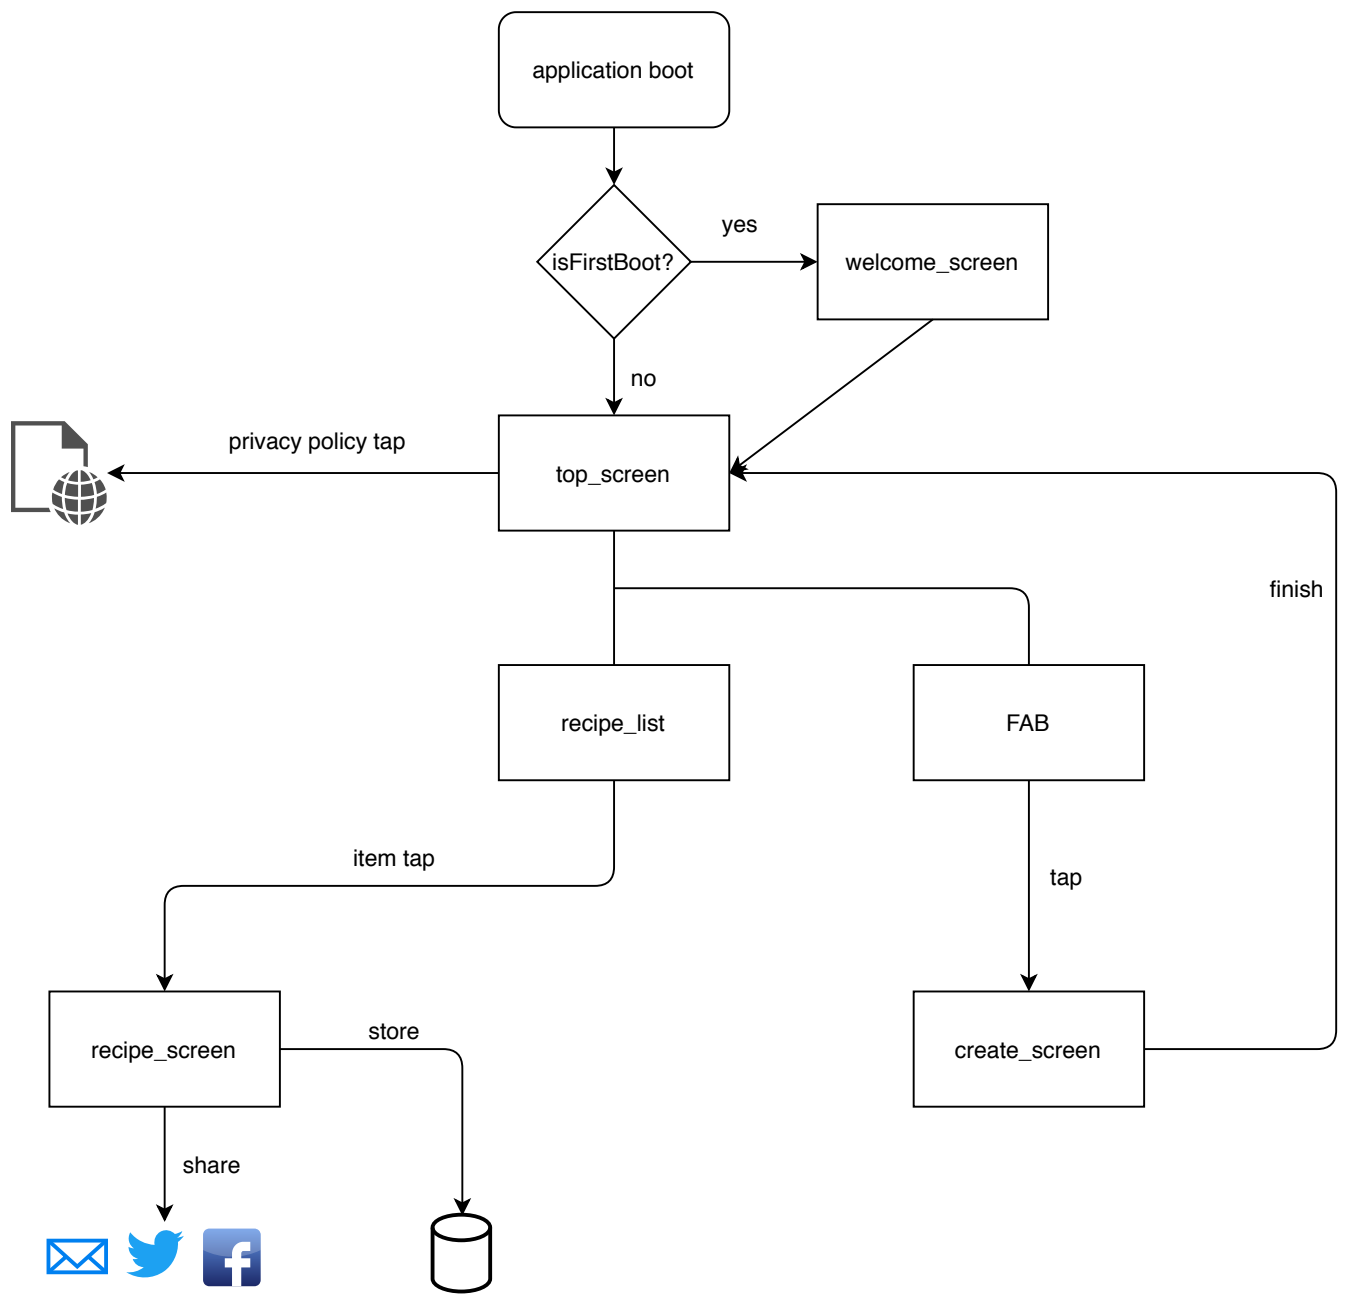 application boot
isFirstBoot?
yes
welcome_screen
no
privacy policy tap
top_screen
finish
recipe_list
FAB
item tap
tap
recipe_screen
store
create_screen
share